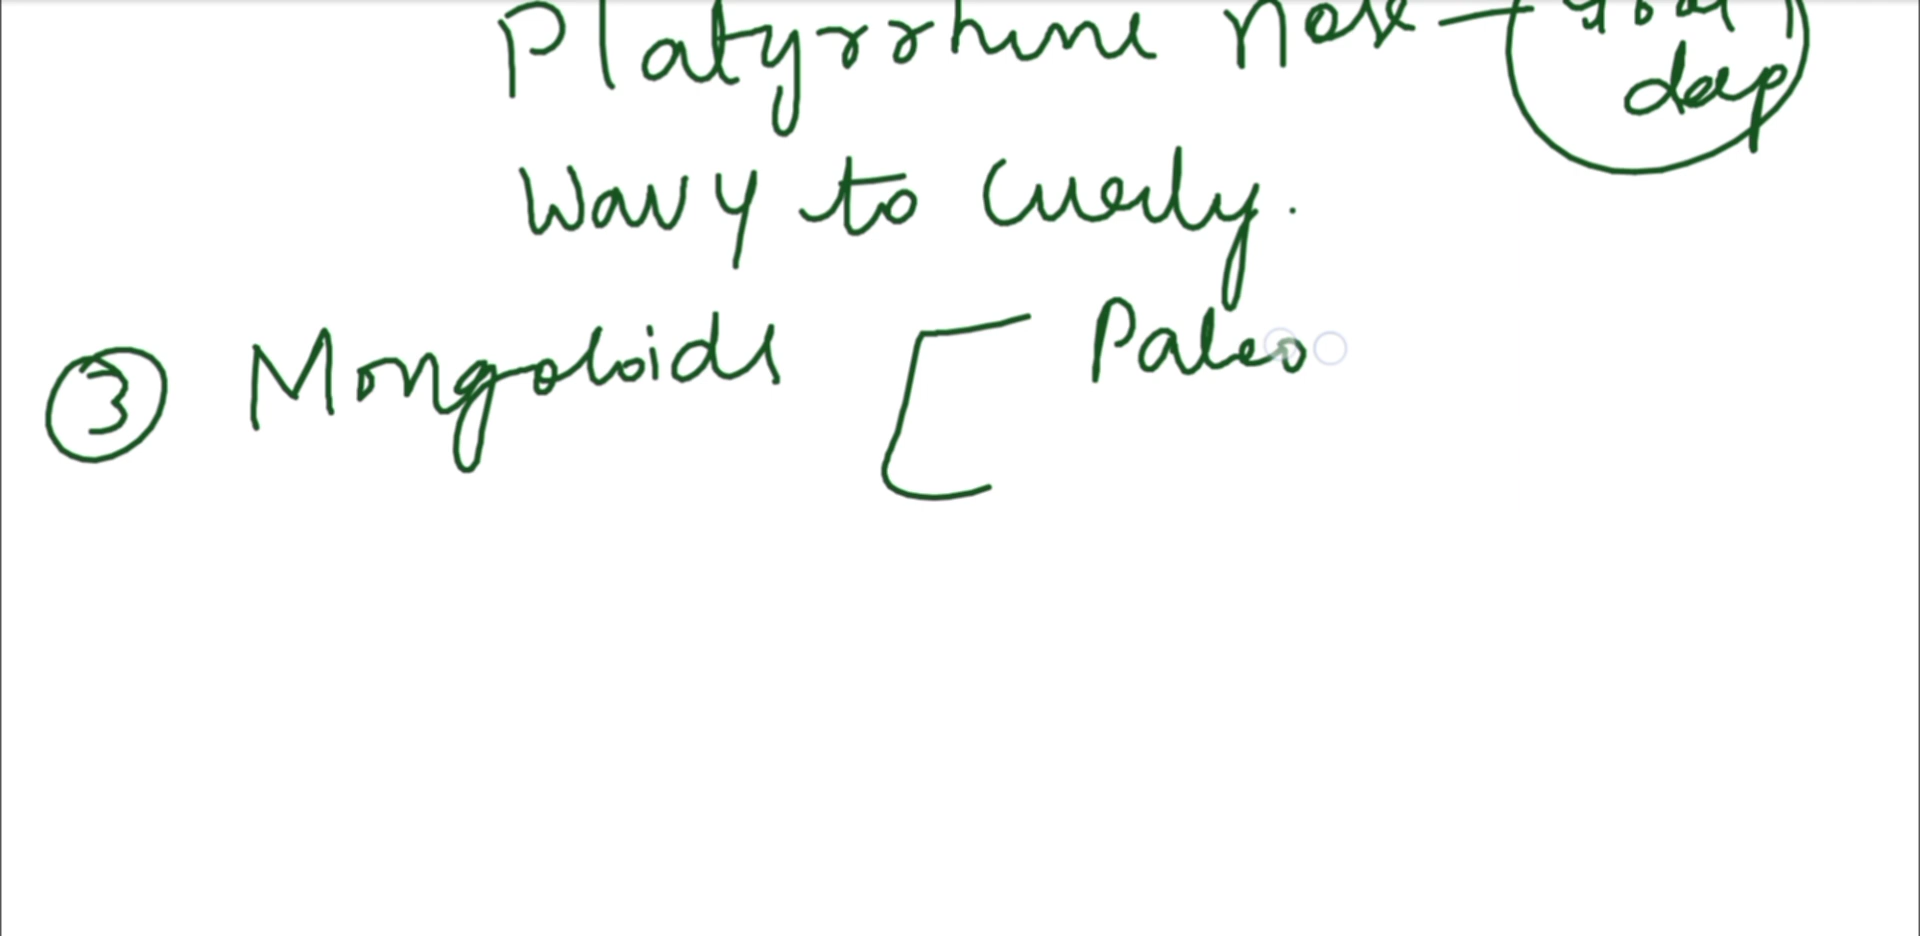 Platyrrhine nose —
deep
Wavy to Curly.
③ Mongoloids [ Paleo